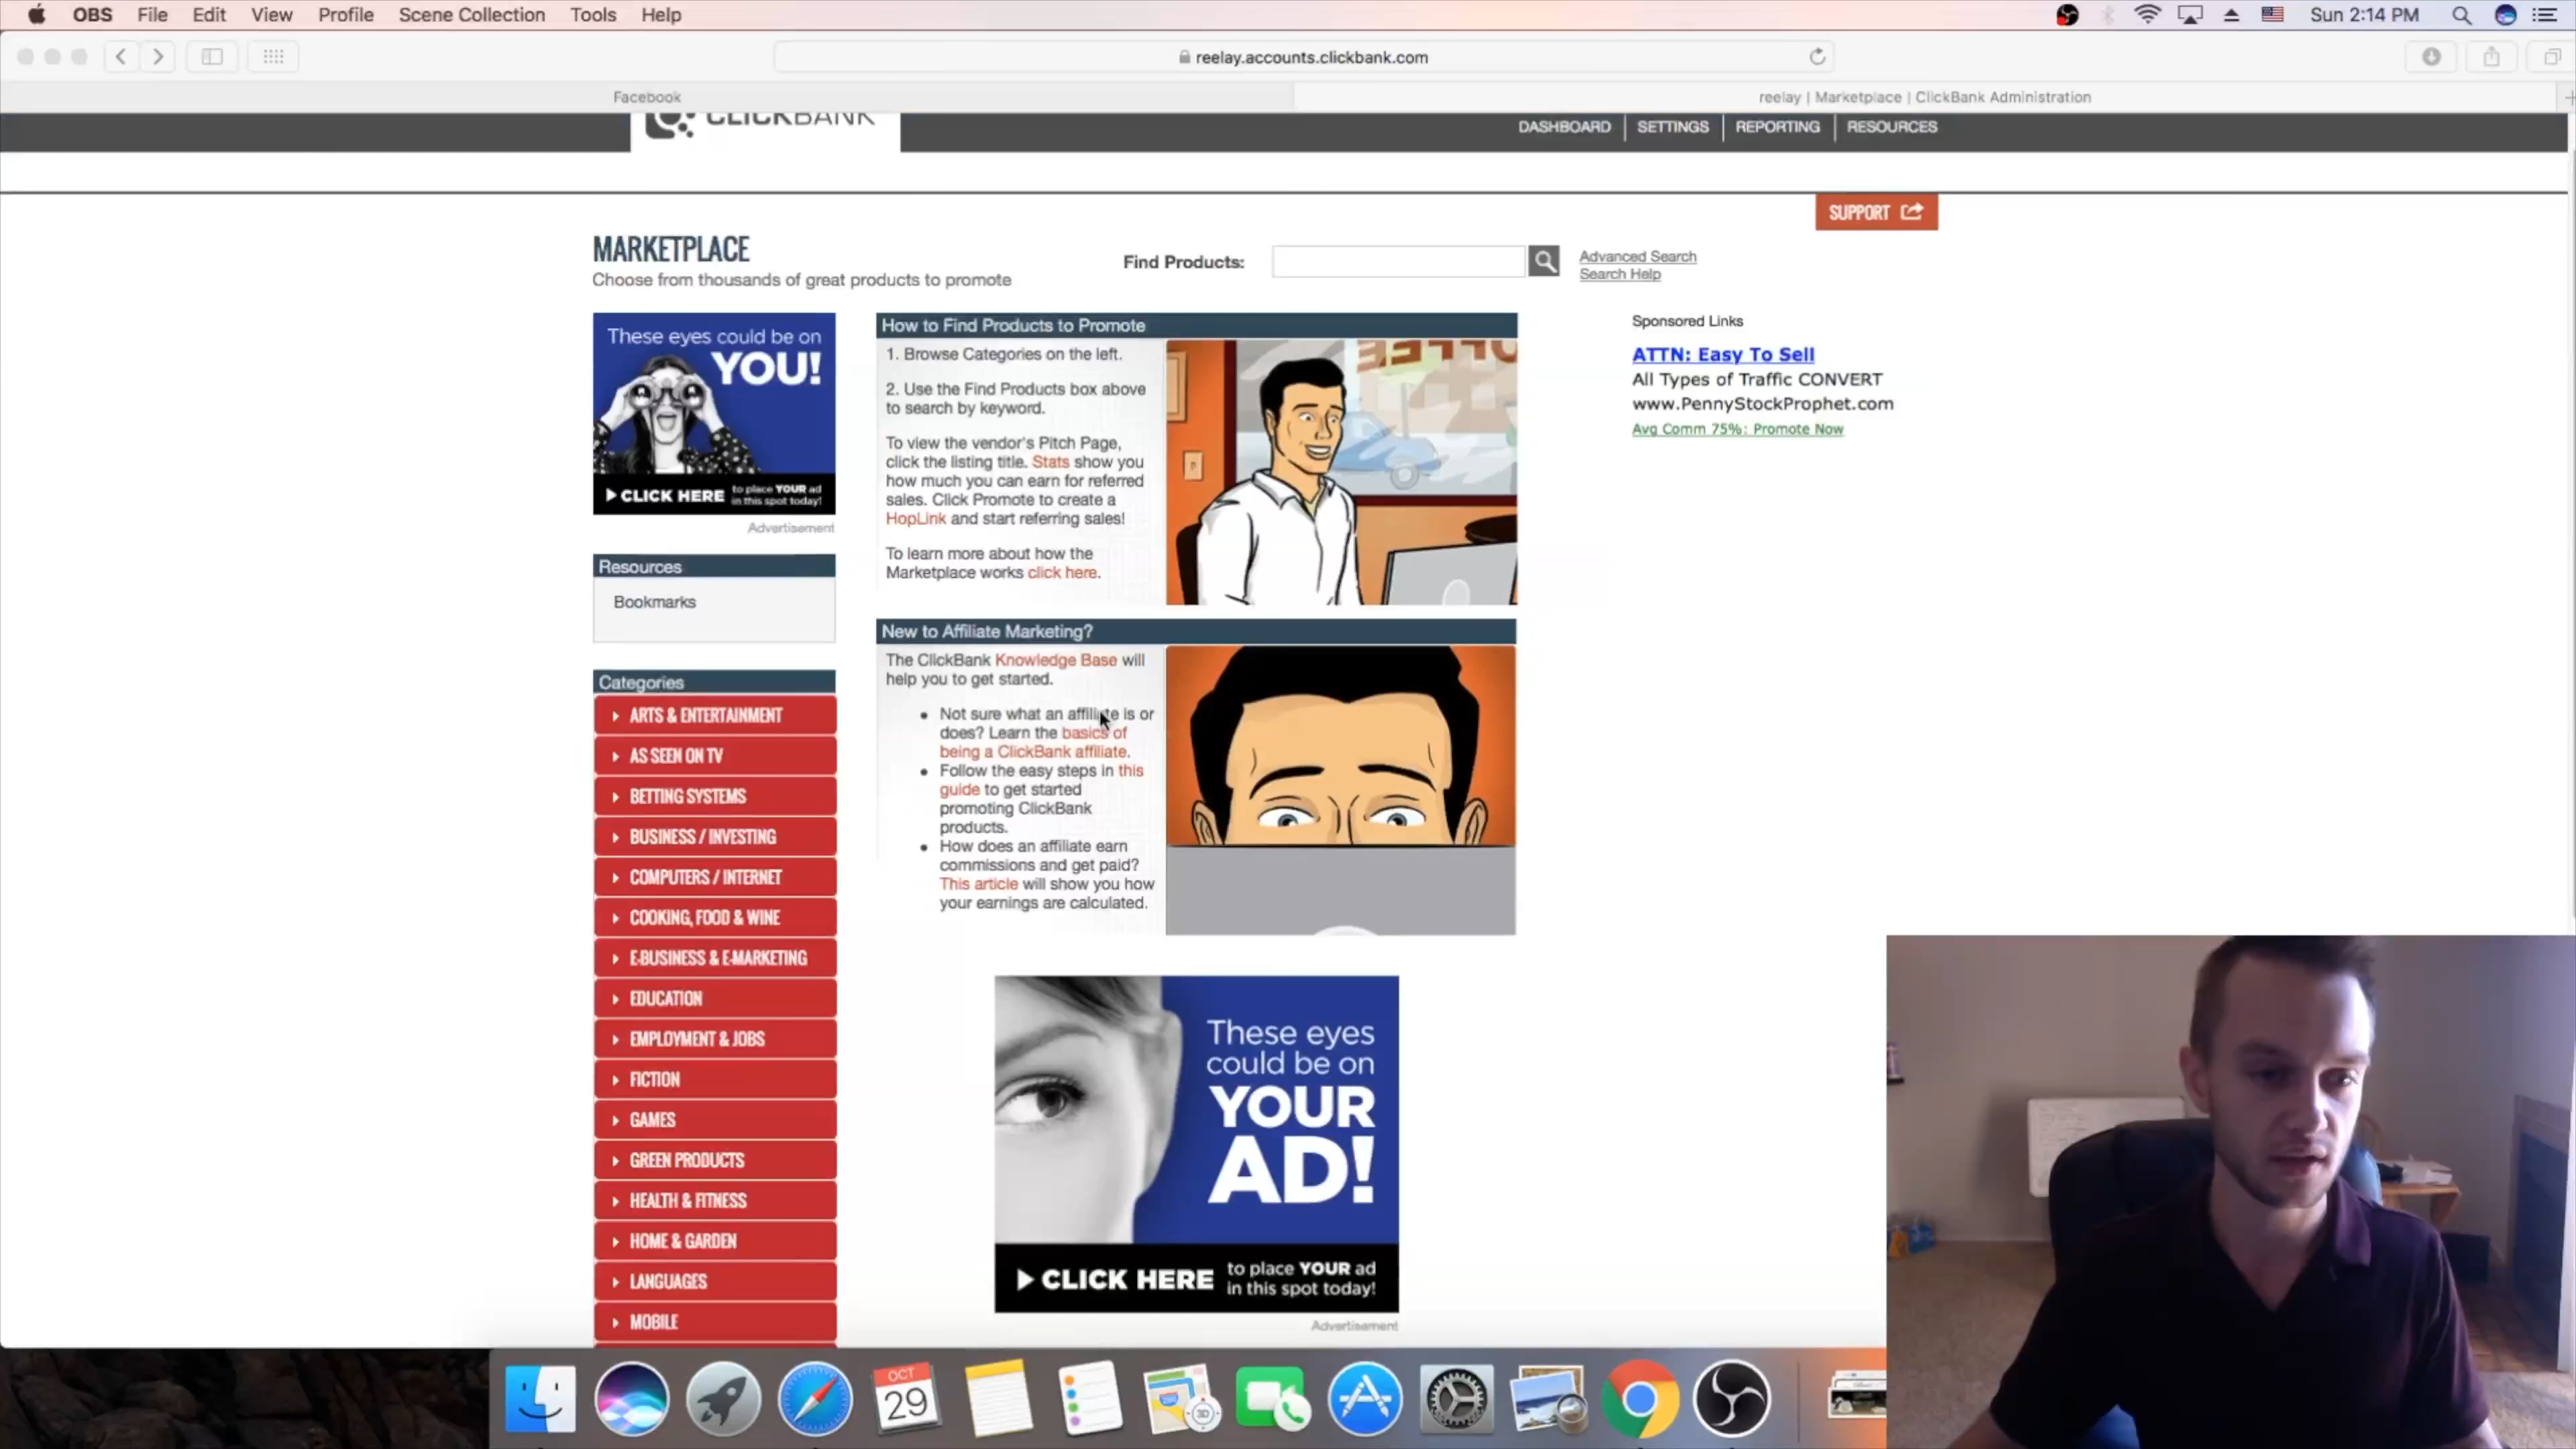 OBS File Edit View Profile Scene Collection Tools Help Sun 2:14 PM
reelay.accounts.clickbank.com
Facebook reelay | Marketplace | ClickBank Administration
CLICKBANK DASHBOARD SETTINGS REPORTING RESOURCES
SUPPORT
MARKETPLACE
Choose from thousands of great products to promote
Find Products:
Advanced Search
Search Help
These eyes could be on
YOU!
CLICK HERE to place YOUR ad
in this spot today!
Advertisement
Resources
Bookmarks
Categories
ARTS & ENTERTAINMENT
AS SEEN ON TV
BETTING SYSTEMS
BUSINESS / INVESTING
COMPUTERS / INTERNET
COOKING, FOOD & WINE
E-BUSINESS & E-MARKETING
EDUCATION
EMPLOYMENT & JOBS
FICTION
GAMES
GREEN PRODUCTS
HEALTH & FITNESS
HOME & GARDEN
LANGUAGES
MOBILE
How to Find Products to Promote
1. Browse Categories on the left.
2. Use the Find Products box above
to search by keyword.
To view the vendor's Pitch Page,
click the listing title. Stats show you
how much you can earn for referred
sales. Click Promote to create a
HopLink and start referring sales!
To learn more about how the
Marketplace works click here.
New to Affiliate Marketing?
The ClickBank Knowledge Base will
help you to get started.
Not sure what an affiliate is or
does? Learn the basics of
being a ClickBank affiliate.
Follow the easy steps in this
guide to get started
promoting ClickBank
products.
How does an affiliate earn
commissions and get paid?
This article will show you how
your earnings are calculated.
These eyes
could be on
YOUR
AD!
CLICK HERE to place YOUR ad
in this spot today!
Advertisement
Sponsored Links
ATTN: Easy To Sell
All Types of Traffic CONVERT
www.PennyStockProphet.com
Avg Comm 75%: Promote Now
OCT
29
3D